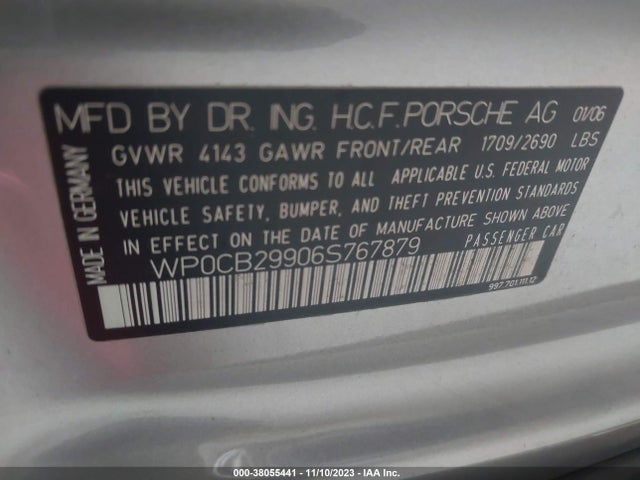 MFD BY DR. ING. H.C.F. PORSCHE AG 01/06
GVWR 4143 GAWR FRONT/REAR 1709/2690 LBS
THIS VEHICLE CONFORMS TO ALL APPLICABLE U.S. FEDERAL MOTOR
VEHICLE SAFETY, BUMPER, AND THEFT PREVENTION STANDARDS
IN EFFECT ON THE DATE OF MANUFACTURE SHOWN ABOVE
WP0CB29906S767879 PASSENGER CAR
MADE IN GERMANY
997.701.111.12
000-38055441 - 11/10/2023 - IAA Inc.